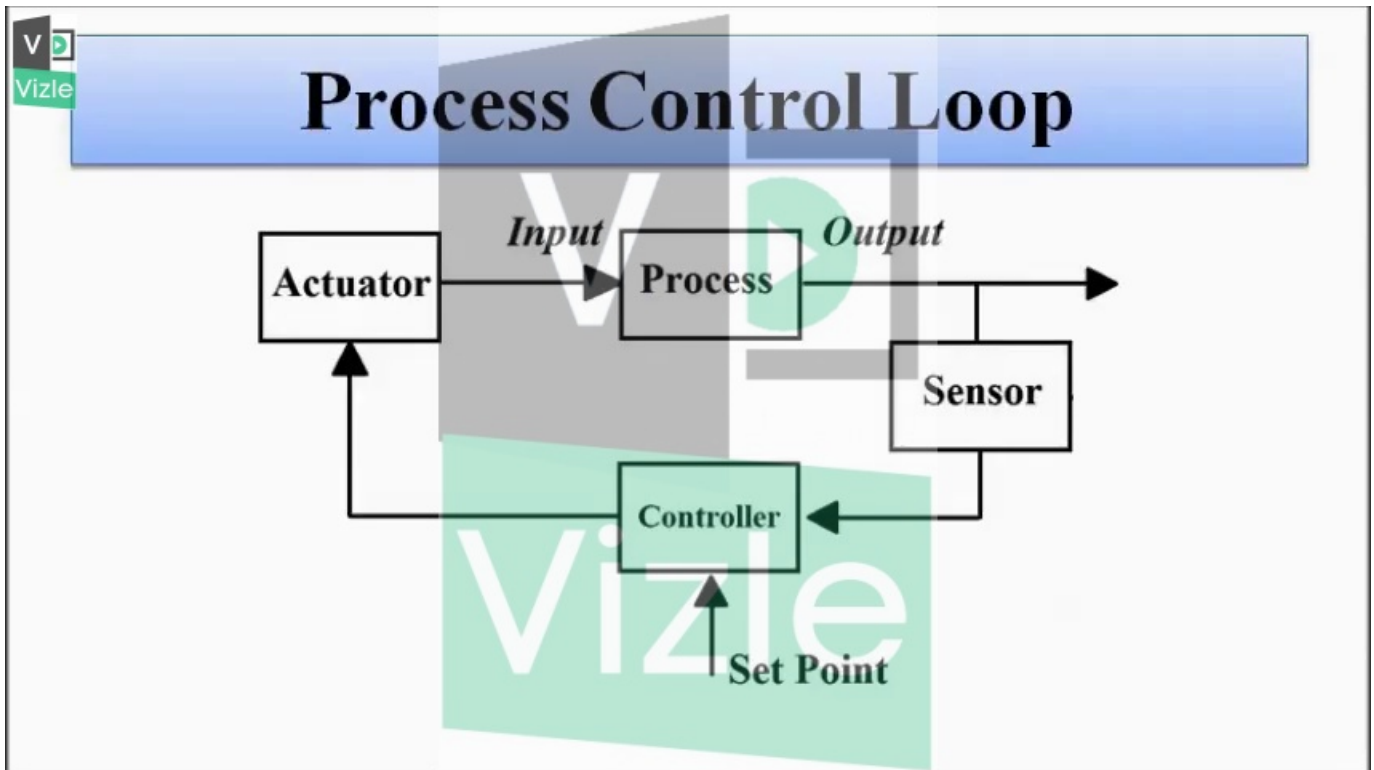 V
Vizle
Process Control Loop
Input
Output
Actuator
Process
Sensor
Controller
Set Point
V
Vizle